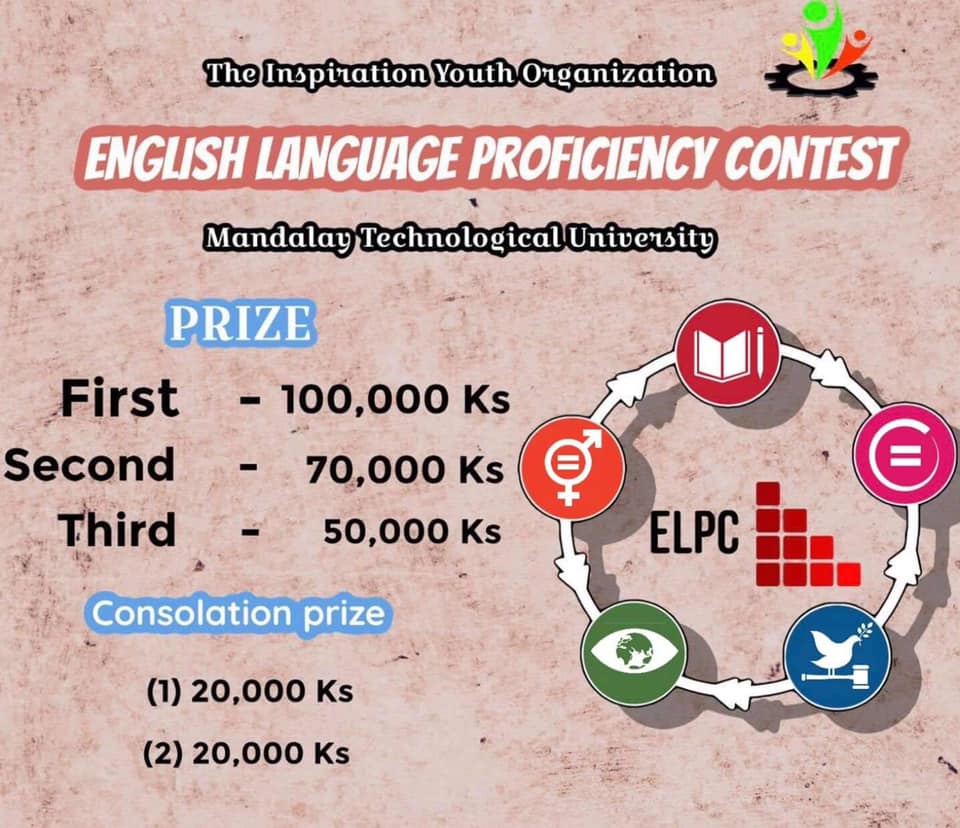 The Inspiration Youth Organization
ENGLISH LANGUAGE PROFICIENCY CONTEST
Mandalay Technological University
PRIZE
First - 100,000 Ks
Second - 70,000 Ks
Third - 50,000 Ks
Consolation prize
(1) 20,000 Ks
(2) 20,000 Ks
ELPC